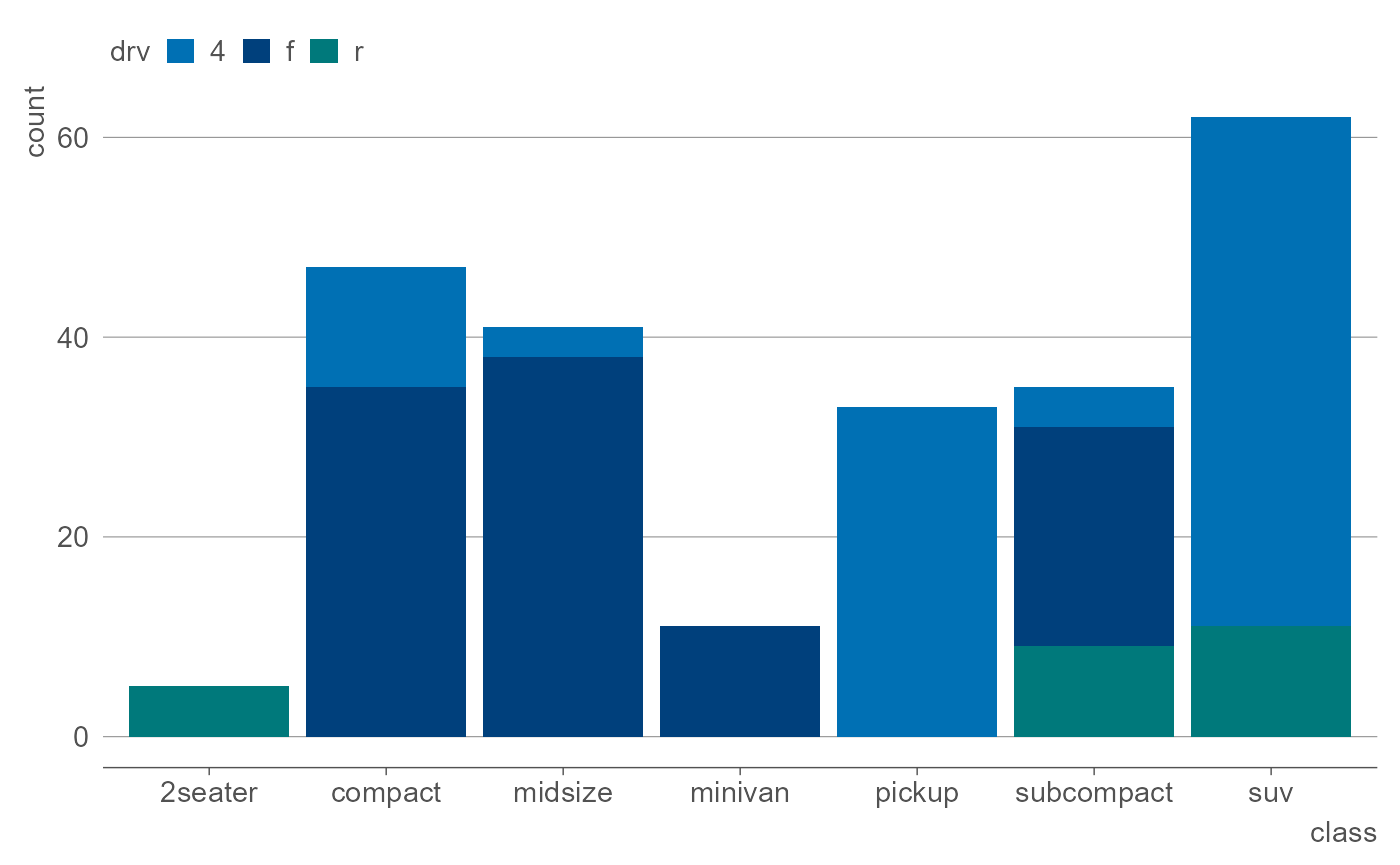 drv 4 f r
count
60
40
20
0
2seater compact midsize minivan pickup subcompact suv
class